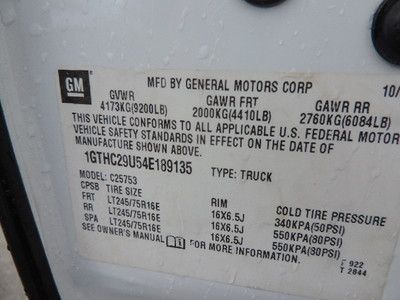 GM
MFD BY GENERAL MOTORS CORP 10/
GVWR GAWR FRT GAWR RR
4173KG(9200LB) 2000KG(4410LB) 2760KG(6084LB)
THIS VEHICLE CONFORMS TO ALL APPLICABLE U.S. FEDERAL MOTOR
VEHICLE SAFETY STANDARDS IN EFFECT ON THE DATE OF
MANUFACTURE SHOWN ABOVE.
1GTHC29U54E189135 TYPE: TRUCK
MODEL: C25753
CPSB TIRE SIZE RIM COLD TIRE PRESSURE
FRT LT245/75R16E 16X6.5J 340KPA(50PSI)
RR LT245/75R16E 16X6.5J 550KPA(80PSI)
SPA LT245/75R16E 16X6.5J 550KPA(80PSI)
SEE OWNER'S MANUAL FOR MORE INFORMATION.
F 922
T 2844